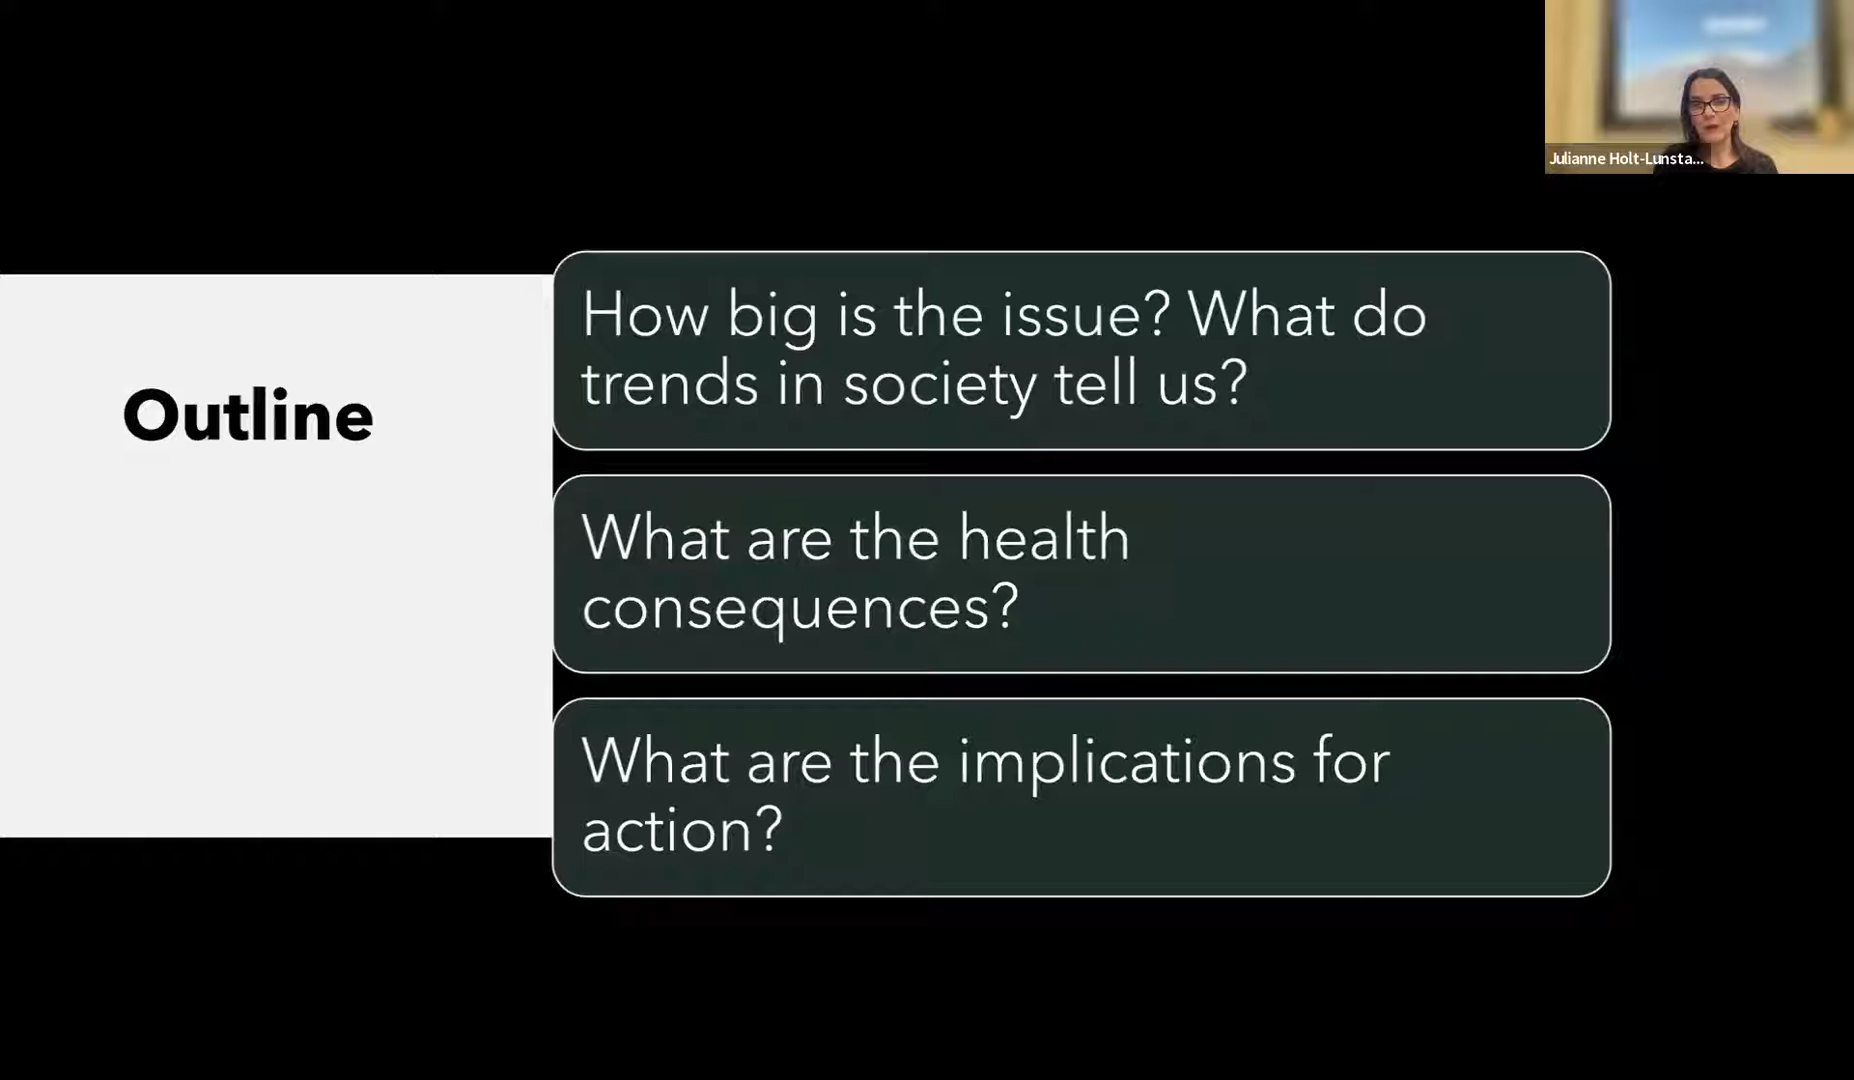 Julianne Holt-Lunsta...
Outline
How big is the issue? What do
trends in society tell us?
What are the health
consequences?
What are the implications for
action?